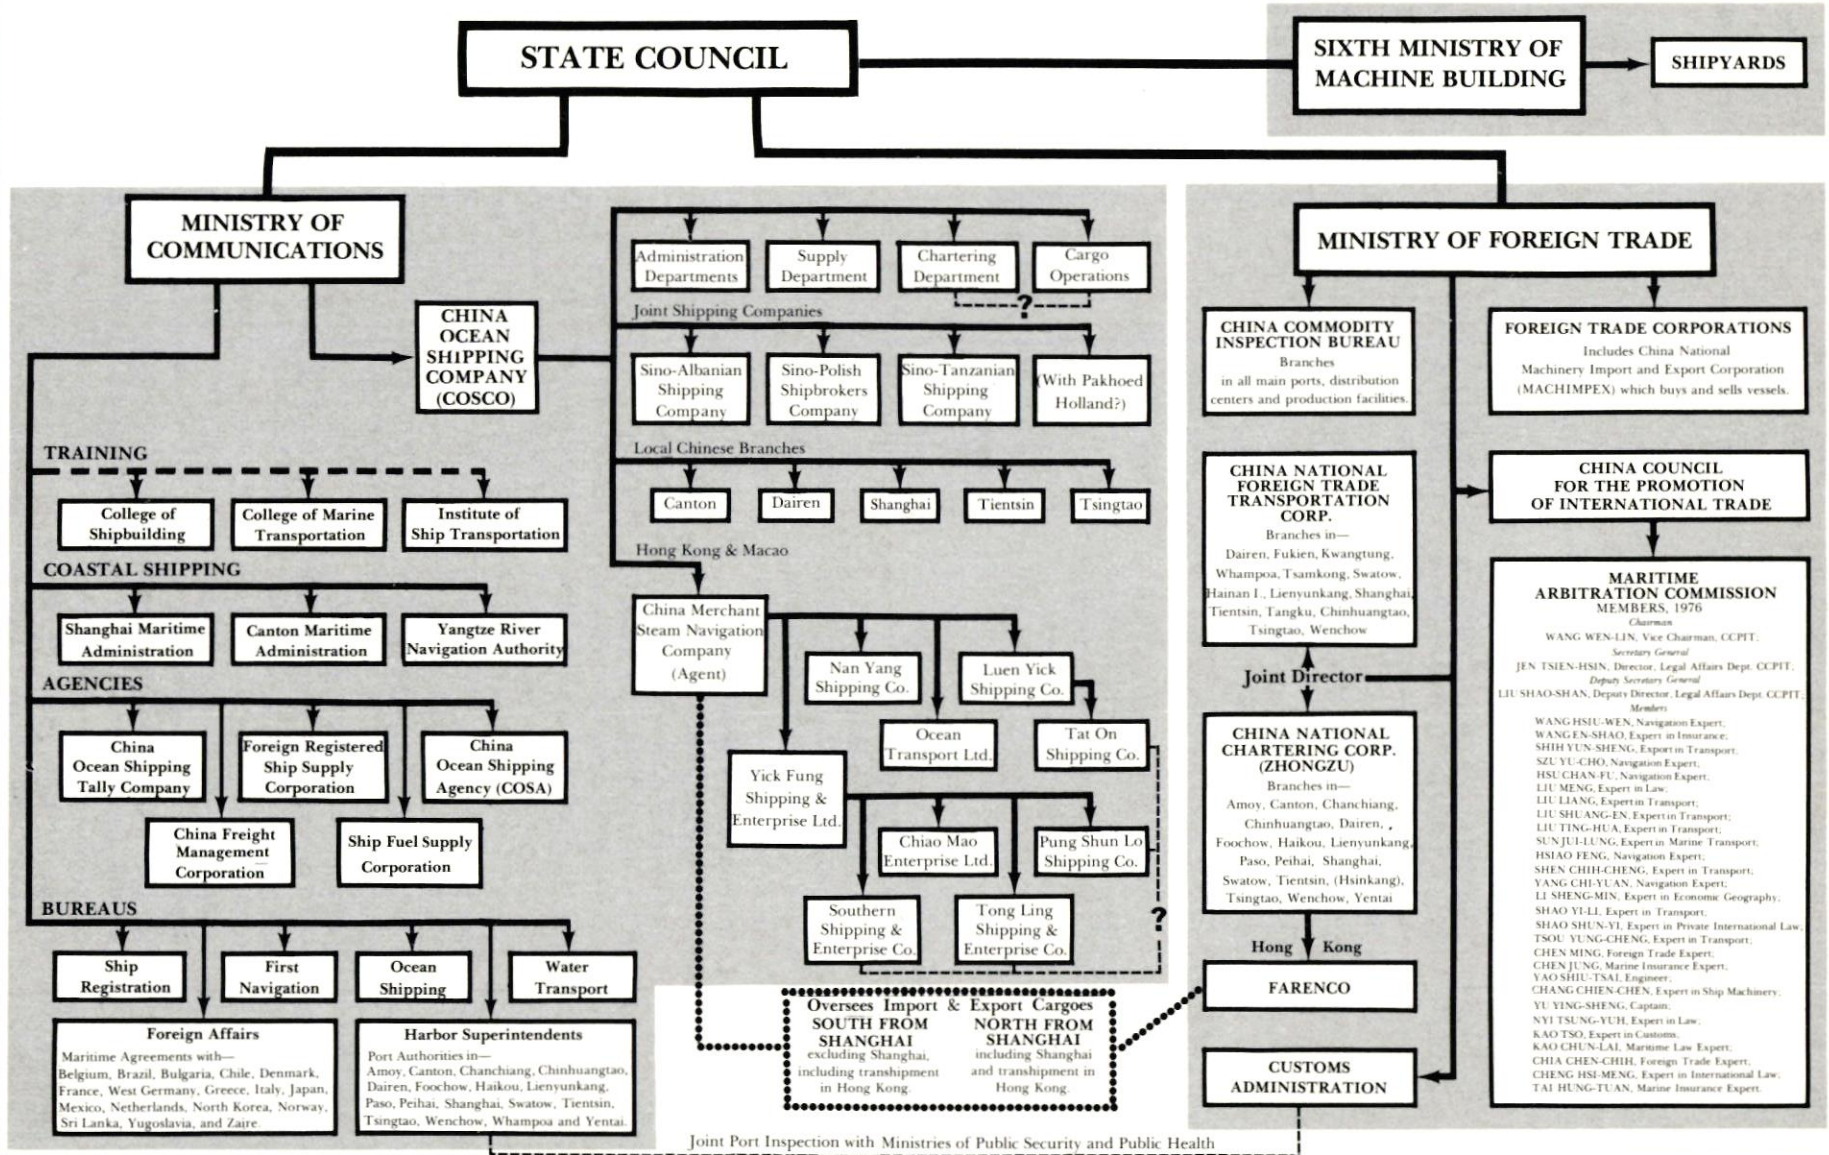 STATE COUNCIL
SIXTH MINISTRY OF
MACHINE BUILDING
SHIPYARDS
MINISTRY OF
COMMUNICATIONS
CHINA
OCEAN
SHIPPING
COMPANY
(COSCO)
TRAINING
College of
Shipbuilding
College of Marine
Transportation
Institute of
Ship Transportation
COASTAL SHIPPING
Shanghai Maritime
Administration
Canton Maritime
Administration
Yangtze River
Navigation Authority
AGENCIES
China
Ocean Shipping
Tally Company
Foreign Registered
Ship Supply
Corporation
China
Ocean Shipping
Agency (COSA)
China Freight
Management
Corporation
Ship Fuel Supply
Corporation
BUREAUS
Ship
Registration
First
Navigation
Ocean
Shipping
Water
Transport
Foreign Affairs
Maritime Agreements with—
Belgium, Brazil, Bulgaria, Chile, Denmark,
France, West Germany, Greece, Italy, Japan,
Mexico, Netherlands, North Korea, Norway,
Sri Lanka, Yugoslavia, and Zaire.
Harbor Superintendents
Port Authorities in—
Amoy, Canton, Chanchiang, Chinhuangtao,
Dairen, Foochow, Haikou, Lienyunkang,
Paso, Peihai, Shanghai, Swatow, Tientsin,
Tsingtao, Wenchow, Whampoa and Yentai.
Administration
Departments
Supply
Department
Chartering
Department
Cargo
Operations
?
Joint Shipping Companies
Sino-Albanian
Shipping
Company
Sino-Polish
Shipbrokers
Company
Sino-Tanzanian
Shipping
Company
(With Pakhoed
Holland?)
Local Chinese Branches
Canton
Dairen
Shanghai
Tientsin
Tsingtao
Hong Kong & Macao
China Merchant
Steam Navigation
Company
(Agent)
Nan Yang
Shipping Co.
Luen Yick
Shipping Co.
Ocean
Transport Ltd.
Tat On
Shipping Co.
Yick Fung
Shipping &
Enterprise Ltd.
Chiao Mao
Enterprise Ltd.
Pung Shun Lo
Shipping Co.
Southern
Shipping &
Enterprise Co.
Tong Ling
Shipping &
Enterprise Co.
?
Oversees Import & Export Cargoes
SOUTH FROM
SHANGHAI
excluding Shanghai,
including transhipment
in Hong Kong.
NORTH FROM
SHANGHAI
including Shanghai
and transhipment in
Hong Kong.
Joint Port Inspection with Ministries of Public Security and Public Health
MINISTRY OF FOREIGN TRADE
CHINA COMMODITY
INSPECTION BUREAU
Branches
in all main ports, distribution
centers and production facilities.
FOREIGN TRADE CORPORATIONS
Includes China National
Machinery Import and Export Corporation
(MACHIMPEX) which buys and sells vessels.
CHINA NATIONAL
FOREIGN TRADE
TRANSPORTATION
CORP.
Branches in—
Dairen, Fukien, Kwangtung,
Whampoa, Tsamkong, Swatow,
Hainan I., Lienyunkang, Shanghai,
Tientsin, Tangku, Chinhuangtao,
Tsingtao, Wenchow
Joint Director
CHINA NATIONAL
CHARTERING CORP.
(ZHONGZU)
Branches in—
Amoy, Canton, Chanchiang,
Chinhuangtao, Dairen,
Foochow, Haikou, Lienyunkang,
Paso, Peihai, Shanghai,
Swatow, Tientsin, (Hsinkang),
Tsingtao, Wenchow, Yentai
Hong Kong
FARENCO
CUSTOMS
ADMINISTRATION
CHINA COUNCIL
FOR THE PROMOTION
OF INTERNATIONAL TRADE
MARITIME
ARBITRATION COMMISSION
MEMBERS, 1976
Chairman
WANG WEN-LIN, Vice Chairman, CCPIT;
Secretary General
JEN TSIEN-HSIN, Director, Legal Affairs Dept. CCPIT;
Deputy Secretary General
LIU SHAO-SHAN, Deputy Director, Legal Affairs Dept. CCPIT;
Members
WANG HSIU-WEN, Navigation Expert;
WANG EN-SHAO, Expert in Insurance;
SHIH YUN-SHENG, Export in Transport;
SZU YU-CHO, Navigation Expert;
HSU CHAN-FU, Navigation Expert;
LIU MENG, Expert in Law;
LIU LIANG, Expert in Transport;
LIU SHUANG-EN, Expert in Transport;
LIU TING-HUA, Expert in Transport;
SUN JUI-LUNG, Expert in Marine Transport;
HSIAO FENG, Navigation Expert;
SHEN CHIH-CHENG, Expert in Transport;
YANG CHI-YUAN, Navigation Expert;
LI SHENG-MIN, Expert in Economic Geography;
SHAO YI-LI, Expert in Transport;
SHAO SHUN-YI, Expert in Private International Law;
TSOU YUNG-CHENG, Expert in Transport;
CHEN MING, Foreign Trade Expert;
CHEN JUNG, Marine Insurance Expert;
YAO SHIU-TSAI, Engineer;
CHANG CHIEN-CHEN, Expert in Ship Machinery;
YU YING-SHENG, Captain;
NYI TSUNG-YUH, Expert in Law;
KAO TSO, Expert in Customs;
KAO CHUN-LAI, Maritime Law Expert;
CHIA CHEN-CHIH, Foreign Trade Expert;
CHENG HSI-MENG, Expert in International Law;
TAI HUNG-TUAN, Marine Insurance Expert.